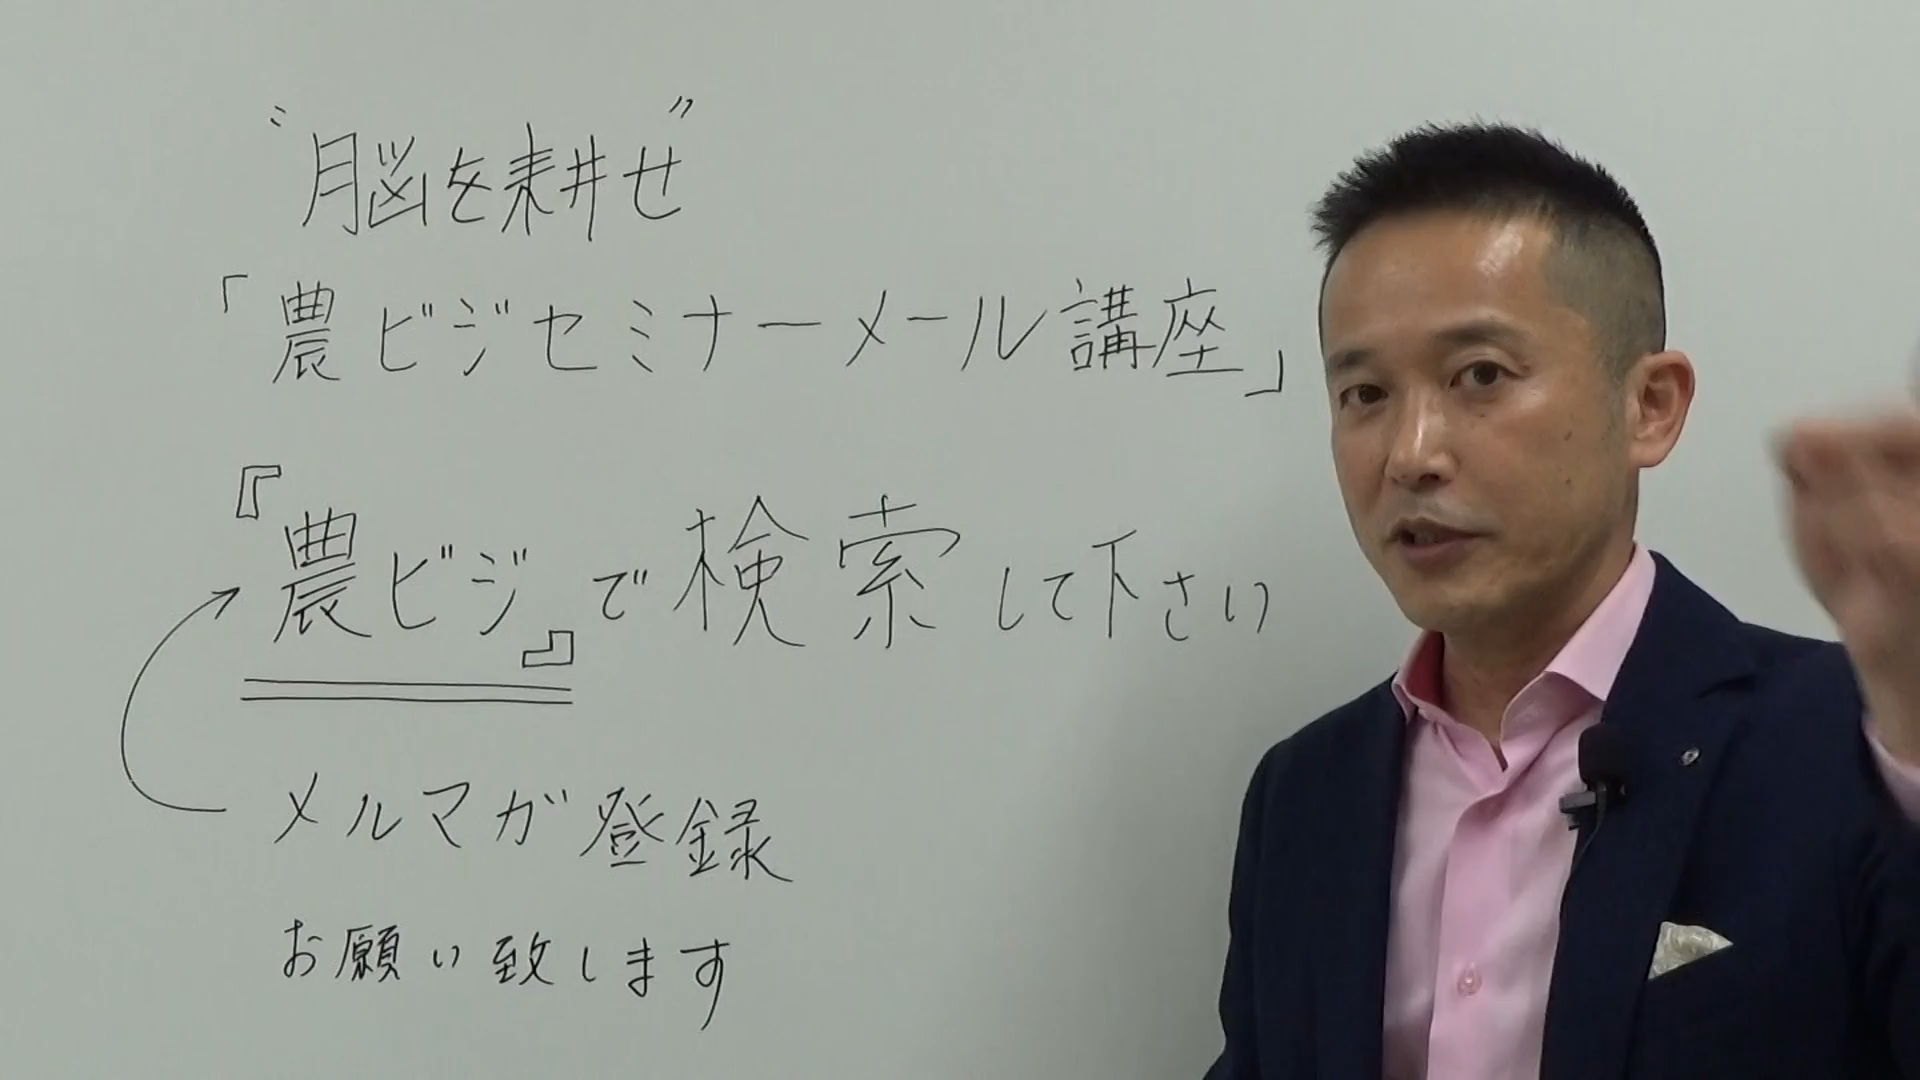 〝脳を耕せ〞
「農ビジセミナーメール講座」
『農ビジ』で検索して下さい
メルマガ登録
お願い致します